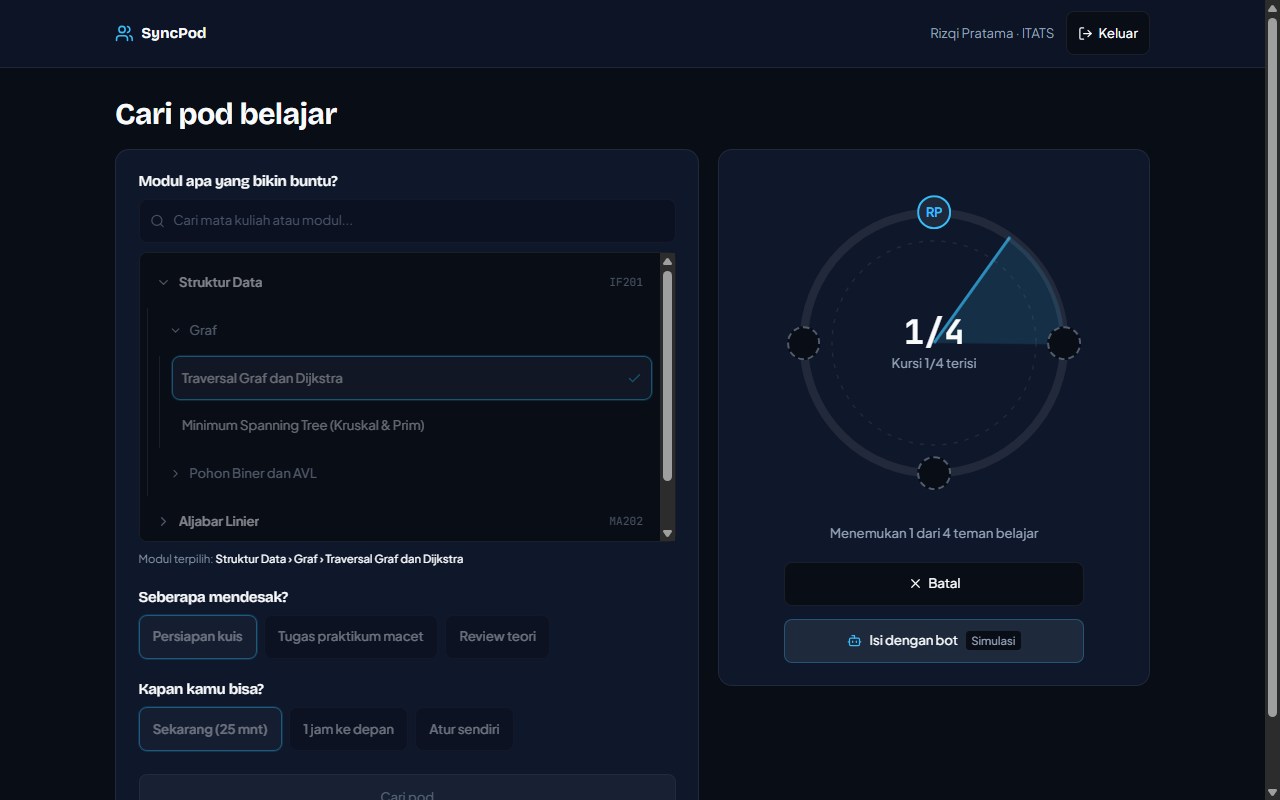 SyncPod
Rizqi Pratama · ITATS
Keluar
Cari pod belajar
Modul apa yang bikin buntu?
Cari mata kuliah atau modul...
Struktur Data IF201
Graf
Traversal Graf dan Dijkstra
Minimum Spanning Tree (Kruskal & Prim)
Pohon Biner dan AVL
Aljabar Linier MA202
Modul terpilih: Struktur Data › Graf › Traversal Graf dan Dijkstra
Seberapa mendesak?
Persiapan kuis Tugas praktikum macet Review teori
Kapan kamu bisa?
Sekarang (25 mnt) 1 jam ke depan Atur sendiri
Cari pod
RP
1/4
Kursi 1/4 terisi
Menemukan 1 dari 4 teman belajar
Batal
Isi dengan bot Simulasi